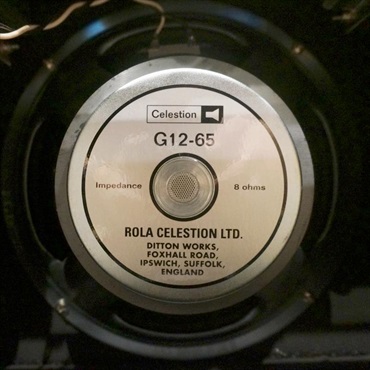 Celestion
G12-65
Impedance 8 ohms
ROLA CELESTION LTD.
DITTON WORKS,
FOXHALL ROAD,
IPSWICH, SUFFOLK,
ENGLAND